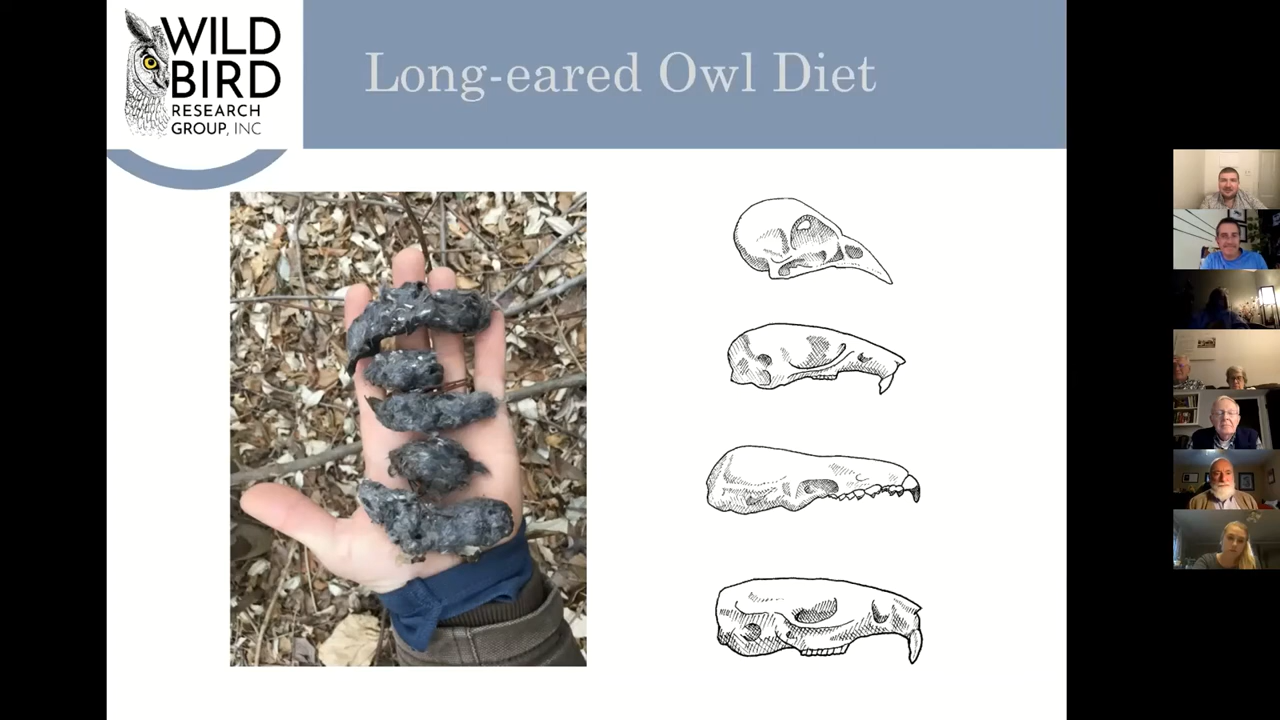 WILD
BIRD
RESEARCH
GROUP, INC
Long-eared Owl Diet